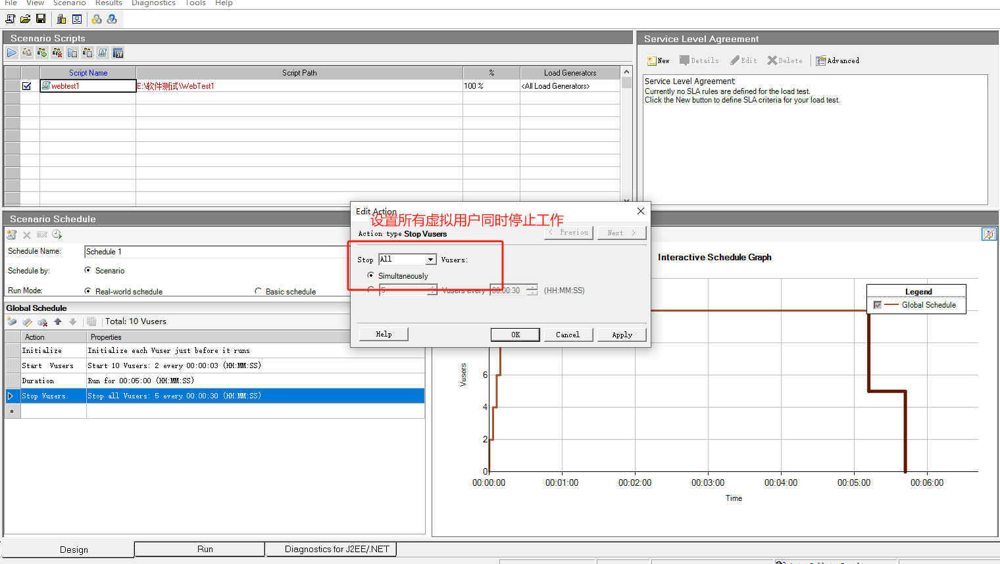 File View Scenario Results Diagnostics Tools Help
Scenario Scripts
Script Name Script Path % Load Generators
webtest1 E:\软件测试\WebTest1 100 % <All Load Generators>
Service Level Agreement
New Details Edit Delete Advanced
Service Level Agreement
Currently no SLA rules are defined for the load test.
Click the New button to define SLA criteria for your load test.
Scenario Schedule
Schedule Name: Schedule 1
Schedule by: Scenario
Run Mode: Real-world schedule Basic schedule
Global Schedule
Total: 10 Vusers
Action Properties
Initialize Initialize each Vuser just before it runs
Start Vusers Start 10 Vusers: 2 every 00:00:03 (HH:MM:SS)
Duration Run for 00:05:00 (HH:MM:SS)
Stop Vusers Stop all Vusers: 5 every 00:00:30 (HH:MM:SS)
*
Edit Action
设置所有虚拟用户同时停止工作
Action type Stop Vusers
< Previou Next >
Stop All Vusers:
Simultaneously
5 Vusers every 00:00:30 (HH:MM:SS)
Help OK Cancel Apply
Interactive Schedule Graph
Legend
Global Schedule
Vusers
6
4
2
0
00:00:00 00:01:00 00:02:00 00:03:00 00:04:00 00:05:00 00:06:00
Time
Design Run Diagnostics for J2EE/.NET